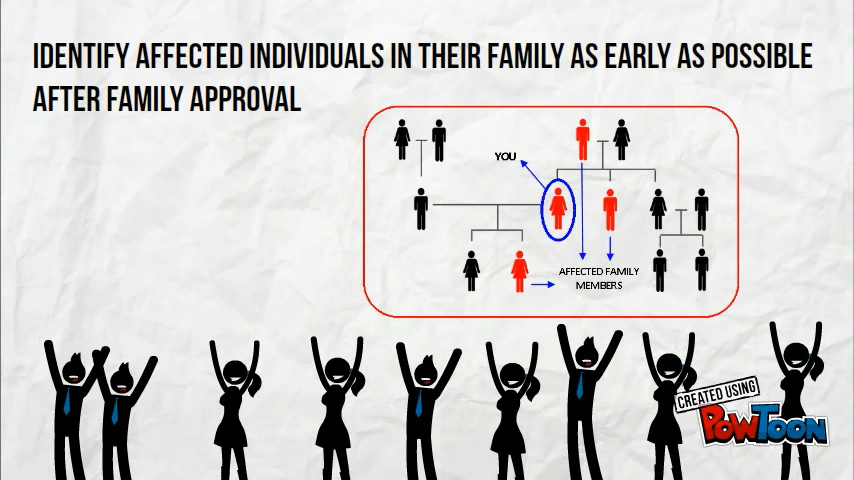 IDENTIFY AFFECTED INDIVIDUALS IN THEIR FAMILY AS EARLY AS POSSIBLE
AFTER FAMILY APPROVAL
YOU
AFFECTED FAMILY
MEMBERS
CREATED USING
POWTOON